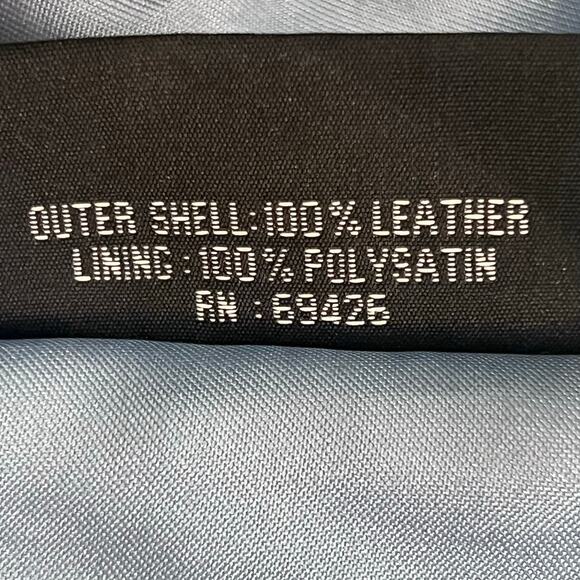 OUTER SHELL:100% LEATHER
LINING :100% POLYSATIN
RN : 69426